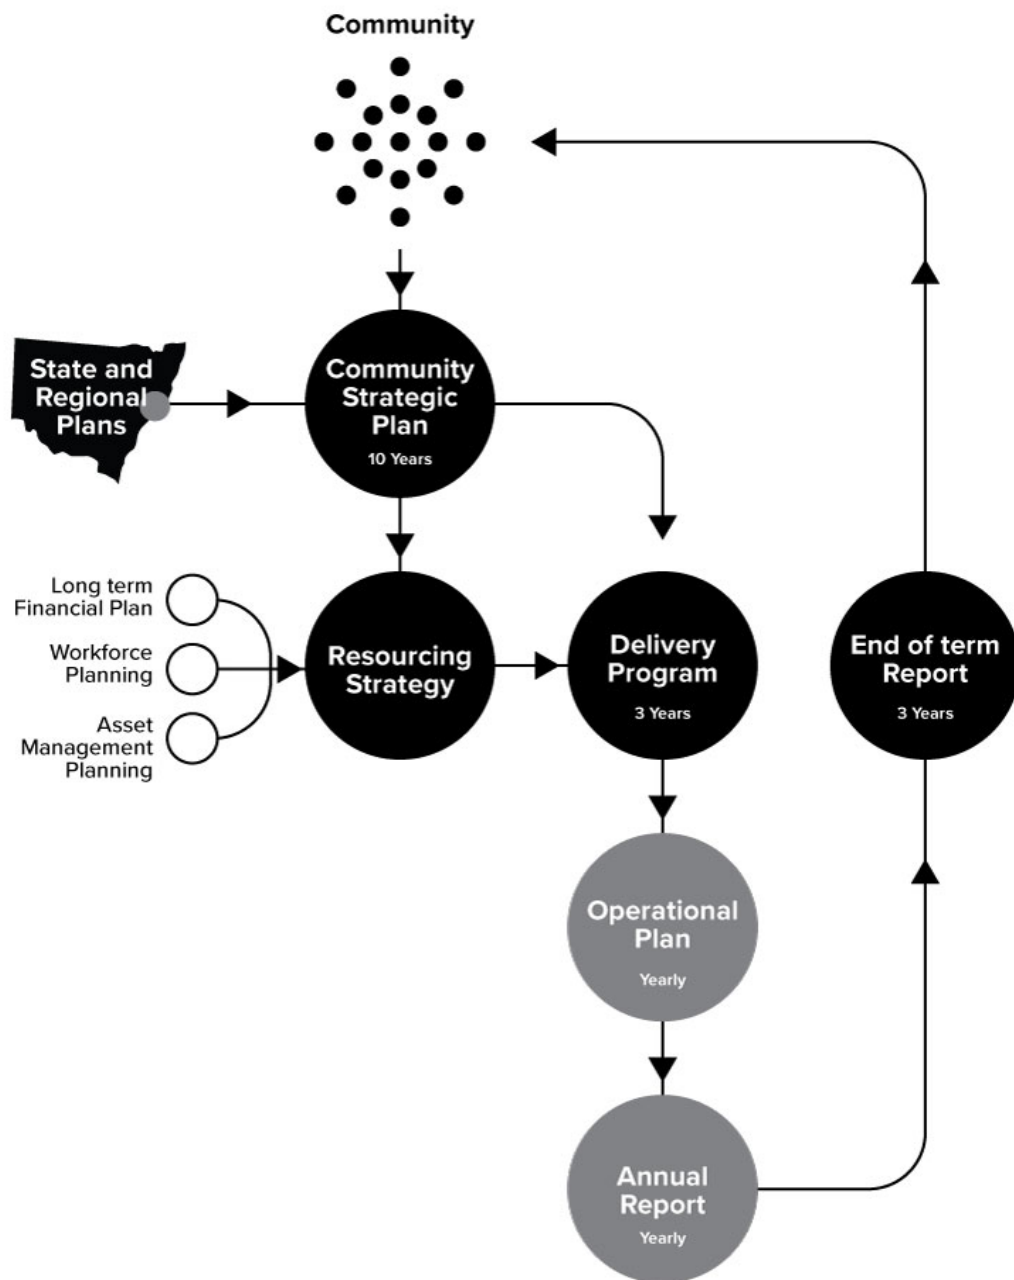 Community
State and
Regional
Plans
Community
Strategic
Plan
10 Years
Long term
Financial Plan
Workforce
Planning
Asset
Management
Planning
Resourcing
Strategy
Delivery
Program
3 Years
End of term
Report
3 Years
Operational
Plan
Yearly
Annual
Report
Yearly